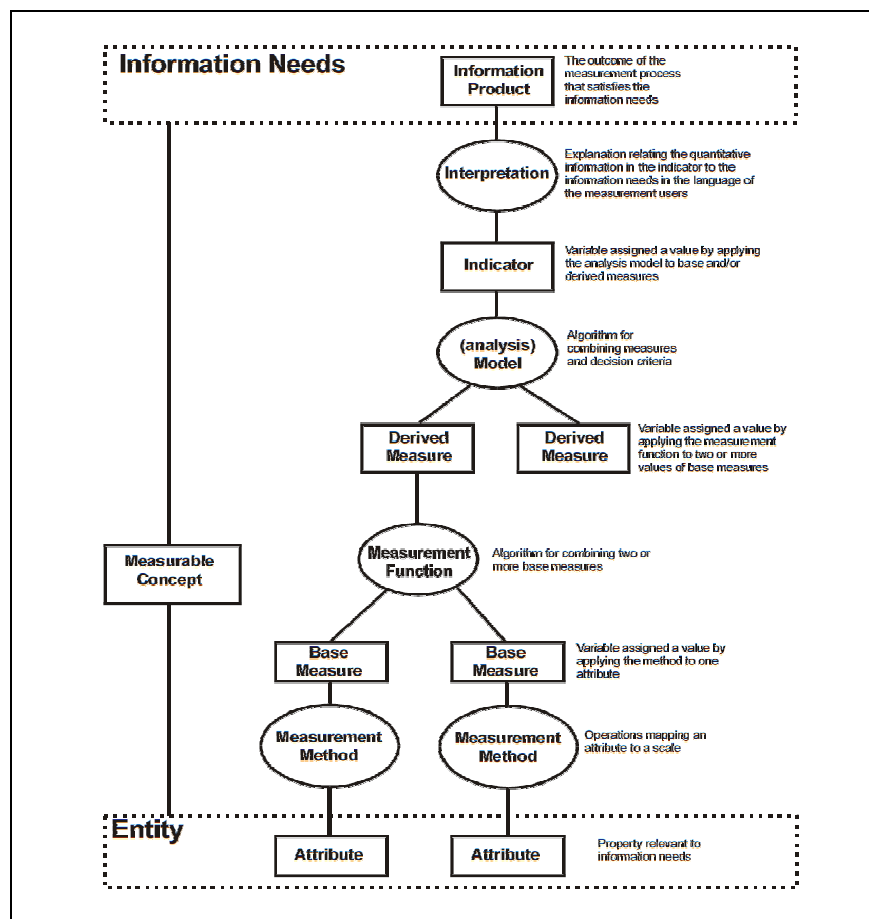 Information Needs
Information
Product
The outcome of the
measurement process
that satisfies the
information needs
Interpretation
Explanation relating the quantitative
information in the indicator to the
information needs in the language of
the measurement users
Indicator
Variable assigned a value by applying
the analysis model to base and/or
derived measures
(analysis)
Model
Algorithm for
combining measures
and decision criteria
Derived
Measure
Derived
Measure
Variable assigned a value by
applying the measurement
function to two or more
values of base measures
Measurable
Concept
Measurement
Function
Algorithm for combining two or
more base measures
Base
Measure
Base
Measure
Variable assigned a value by
applying the method to one
attribute
Measurement
Method
Measurement
Method
Operations mapping an
attribute to a scale
Entity
Attribute
Attribute
Property relevant to
information needs